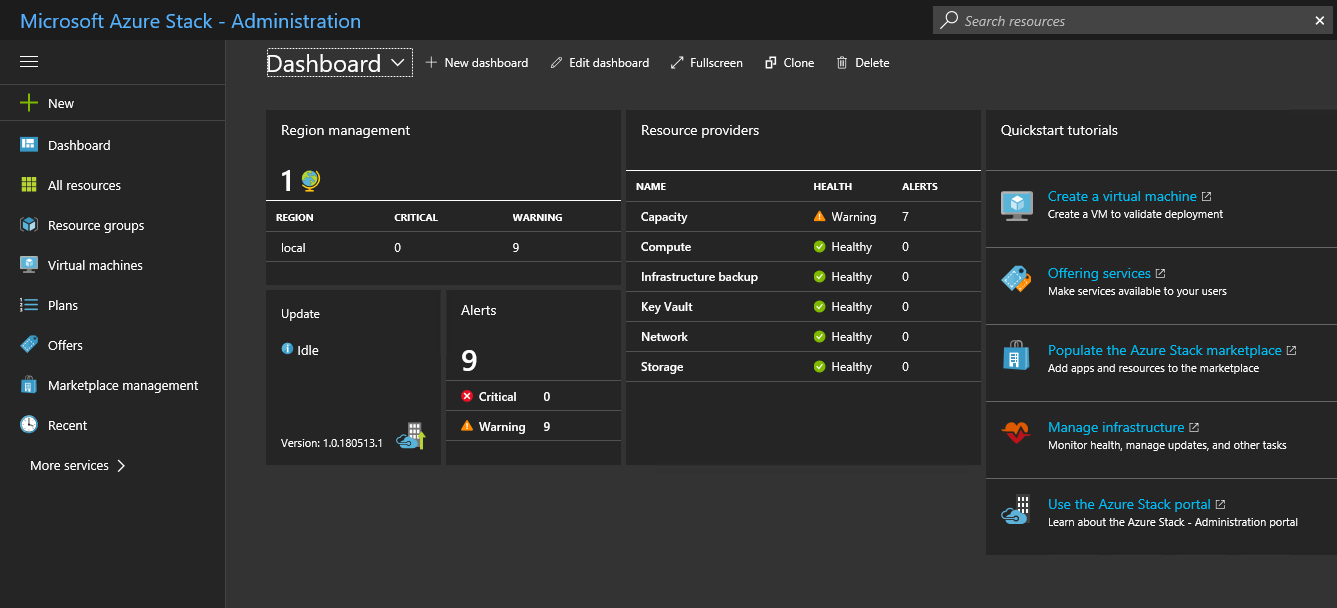 Microsoft Azure Stack - Administration
Search resources
New
Dashboard
All resources
Resource groups
Virtual machines
Plans
Offers
Marketplace management
Recent
More services
Dashboard
New dashboard
Edit dashboard
Fullscreen
Clone
Delete
Region management
1
REGION CRITICAL WARNING
local 0 9
Update
Idle
Version: 1.0.180513.1
Alerts
9
Critical 0
Warning 9
Resource providers
NAME HEALTH ALERTS
Capacity Warning 7
Compute Healthy 0
Infrastructure backup Healthy 0
Key Vault Healthy 0
Network Healthy 0
Storage Healthy 0
Quickstart tutorials
Create a virtual machine
Create a VM to validate deployment
Offering services
Make services available to your users
Populate the Azure Stack marketplace
Add apps and resources to the marketplace
Manage infrastructure
Monitor health, manage updates, and other tasks
Use the Azure Stack portal
Learn about the Azure Stack - Administration portal